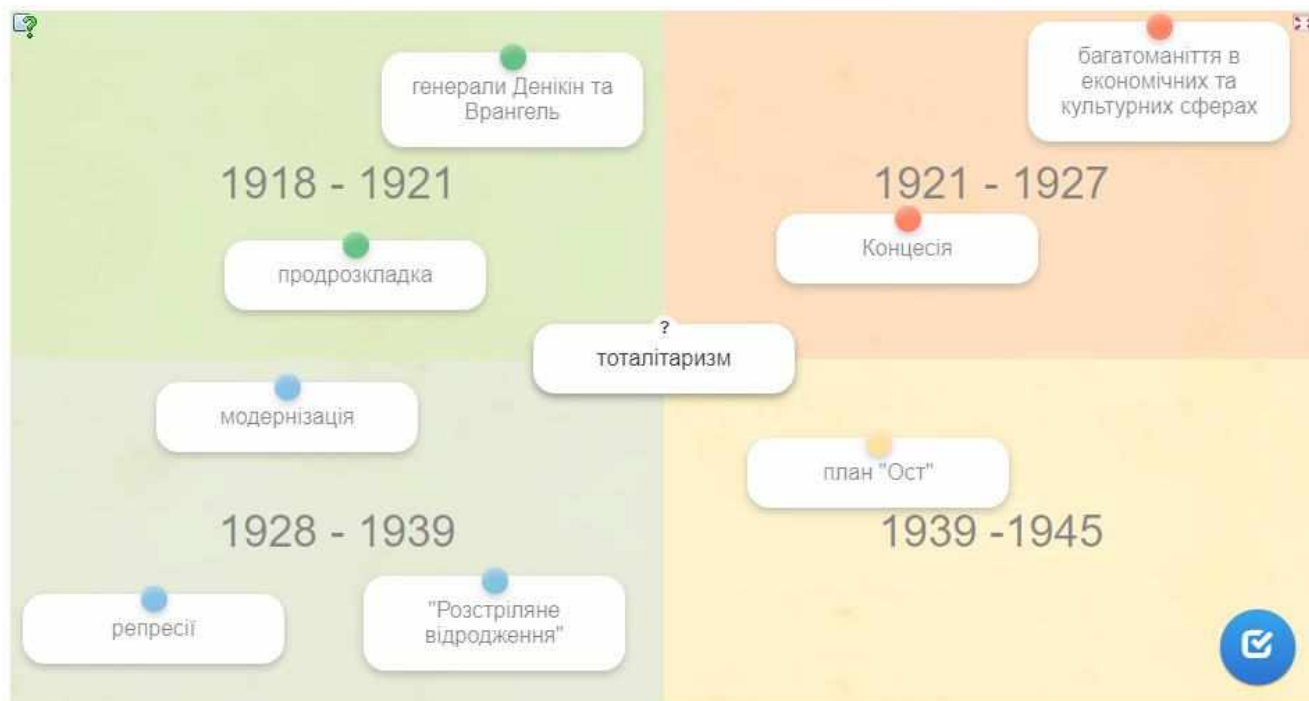 генерали Денікін та
Врангель
багатоманіття в
економічних та
культурних сферах
1918 - 1921
1921 - 1927
продрозкладка
Концесія
?
тоталітаризм
модернізація
план "Ост"
1928 - 1939
1939 -1945
репресії
"Розстріляне
відродження"